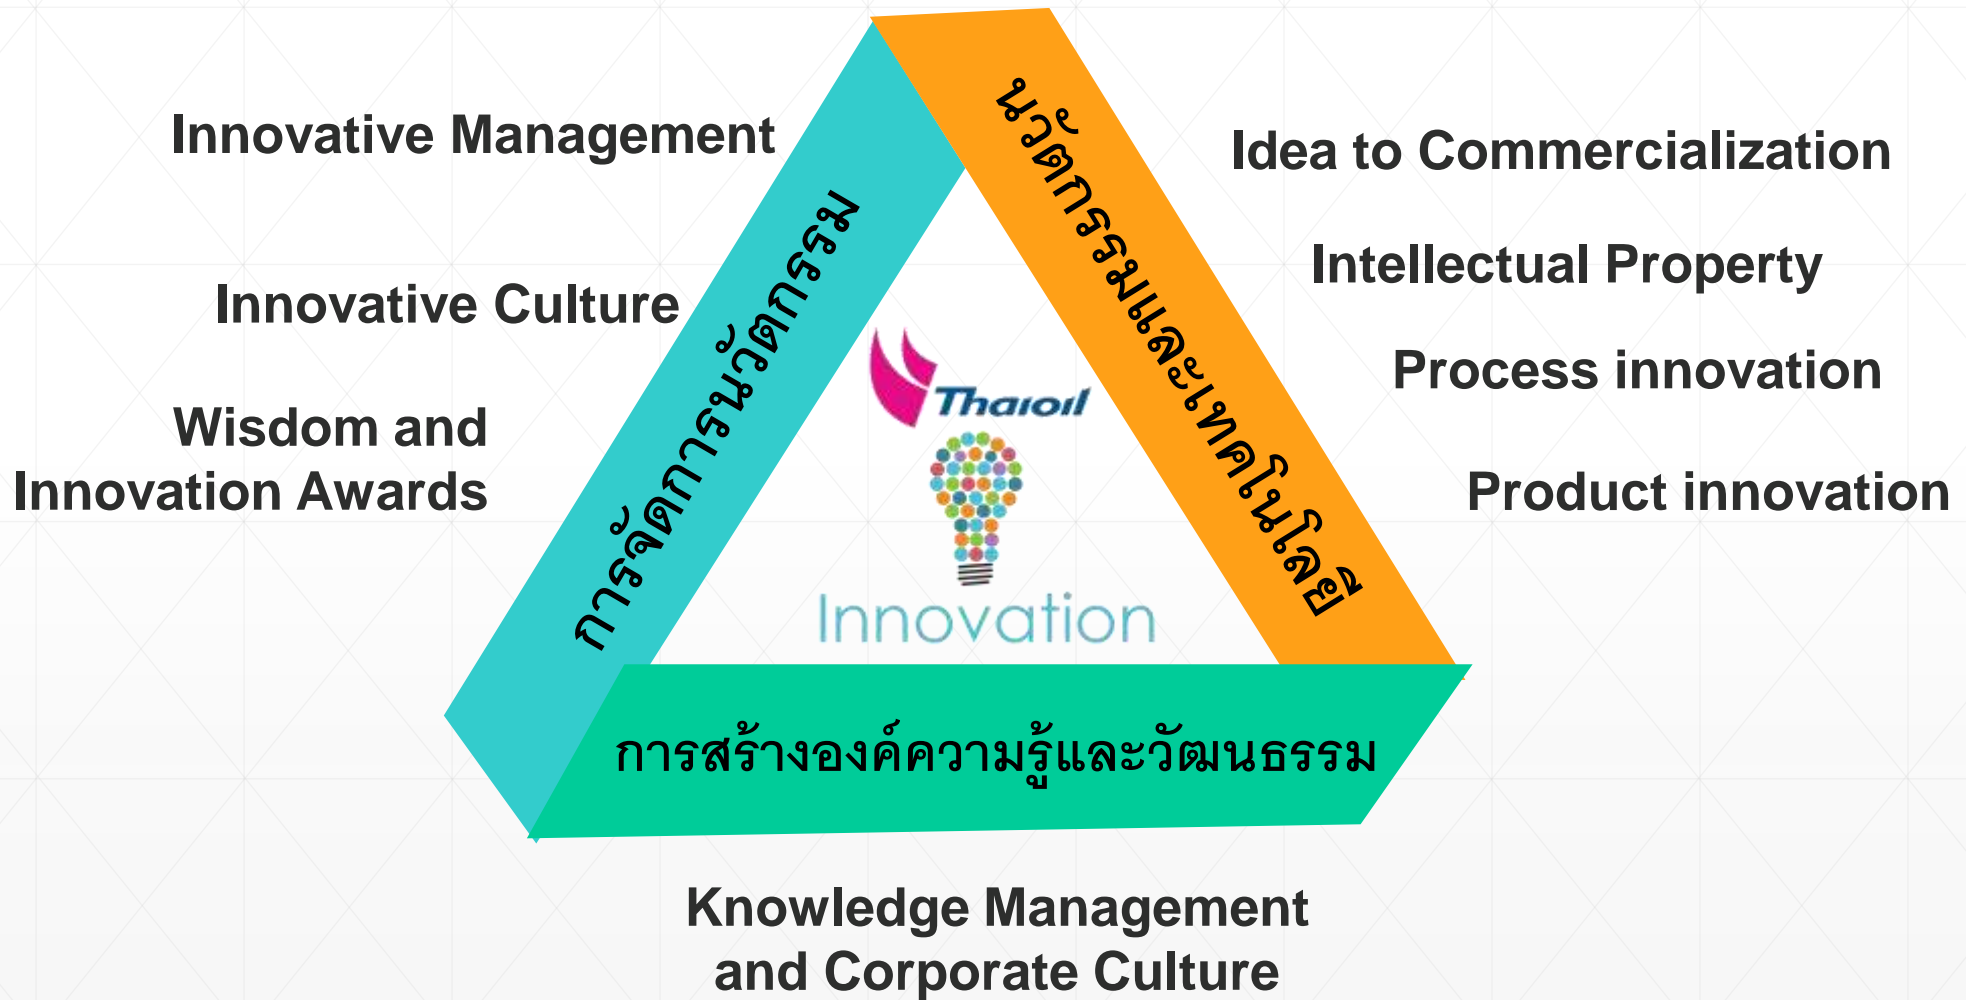 Innovative Management
Innovative Culture
Wisdom and
Innovation Awards
การจัดการนวัตกรรม
นวัตกรรมและเทคโนโลยี
Idea to Commercialization
Intellectual Property
Process innovation
Product innovation
Thaioil
Innovation
การสร้างองค์ความรู้และวัฒนธรรม
Knowledge Management
and Corporate Culture